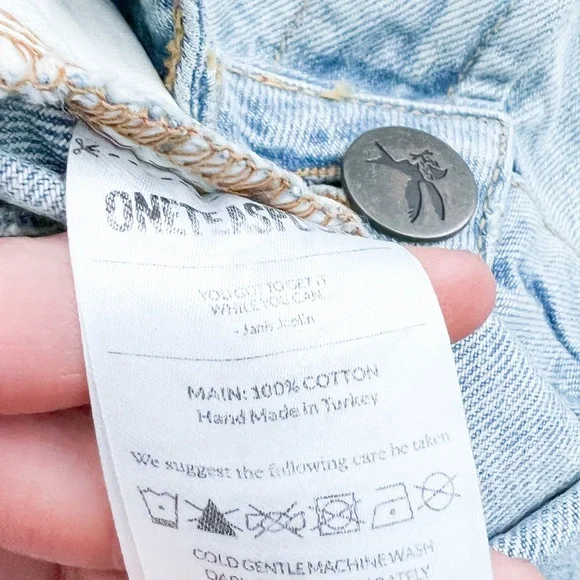 YOU GOT TO GET IT
WHILE YOU CAN.
- Janis Joplin
MAIN: 100% COTTON
Hand Made In Turkey
We suggest the following care be taken
COLD GENTLE MACHINE WASH